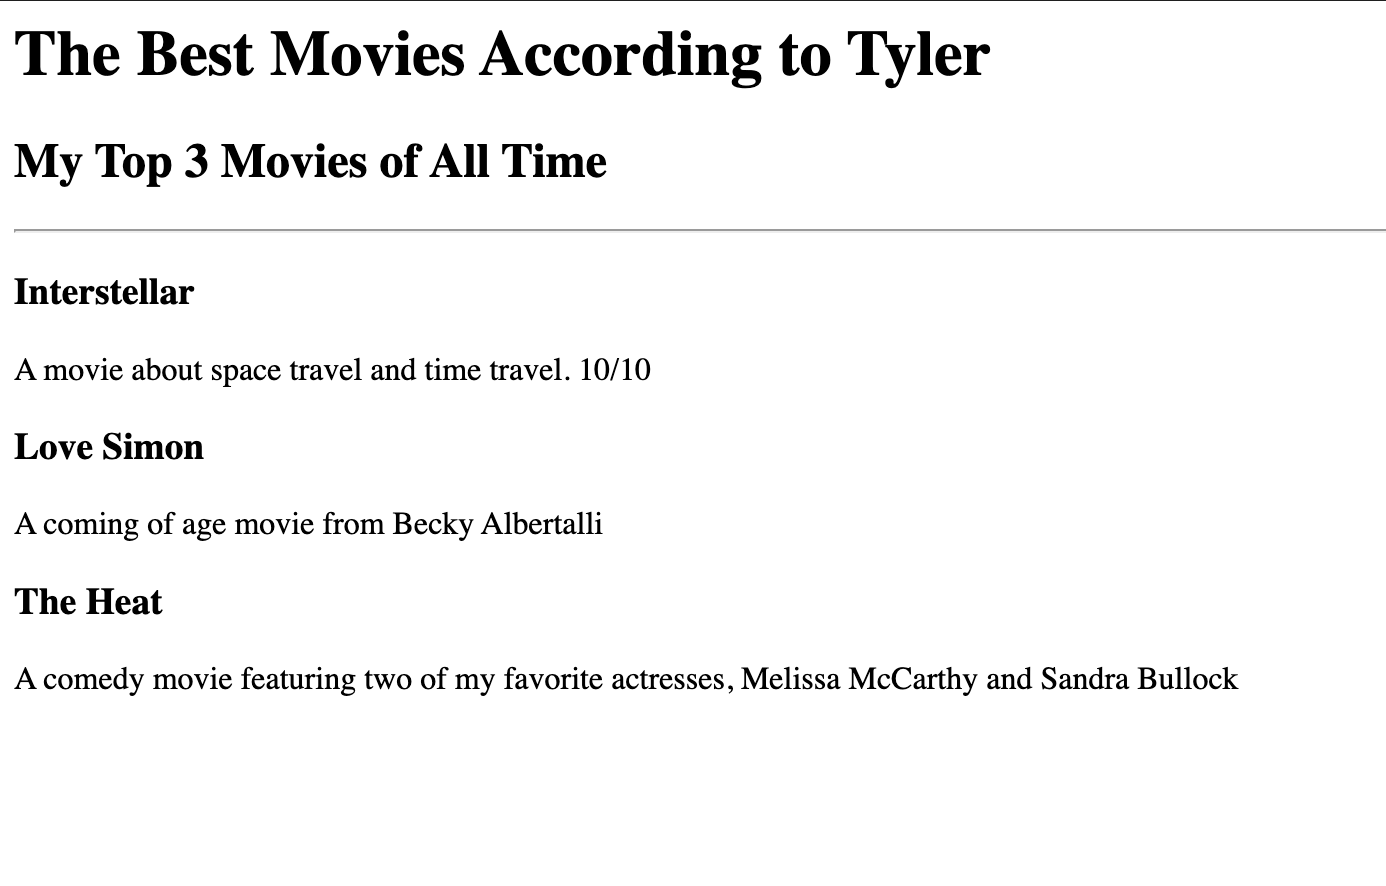 The Best Movies According to Tyler
My Top 3 Movies of All Time
Interstellar
A movie about space travel and time travel. 10/10
Love Simon
A coming of age movie from Becky Albertalli
The Heat
A comedy movie featuring two of my favorite actresses, Melissa McCarthy and Sandra Bullock